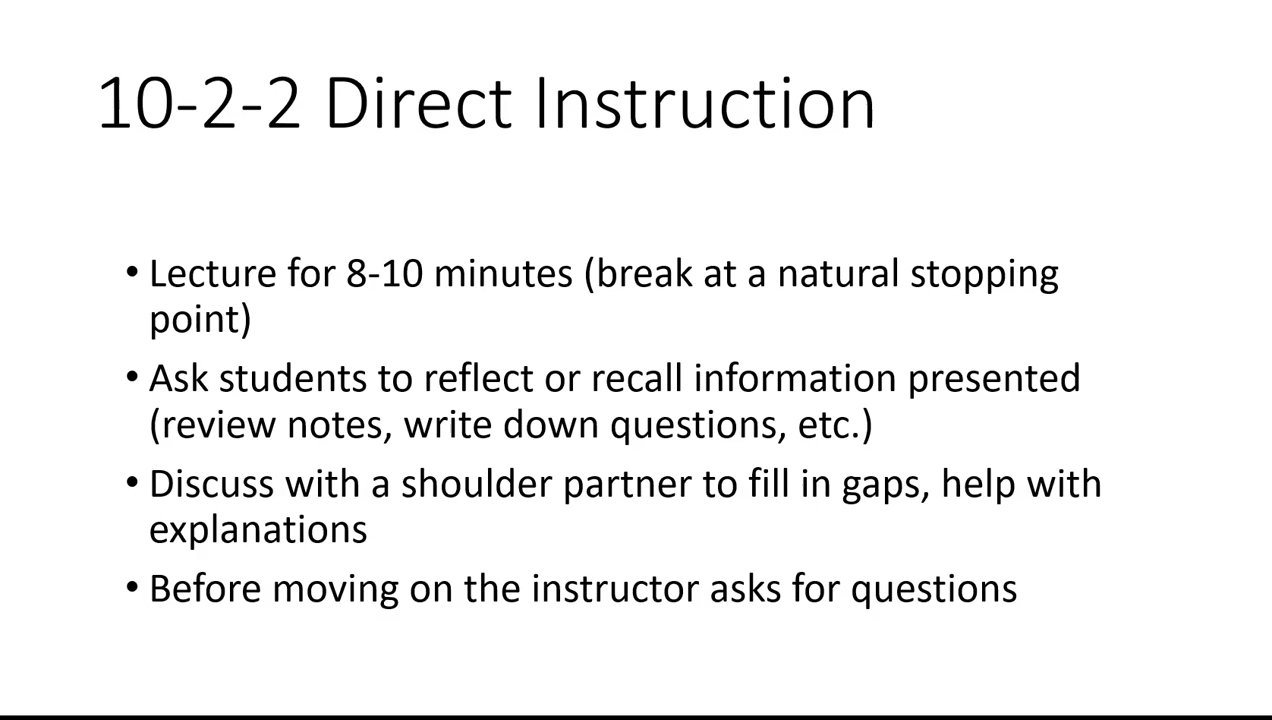 10-2-2 Direct Instruction
• Lecture for 8-10 minutes (break at a natural stopping
point)
• Ask students to reflect or recall information presented
(review notes, write down questions, etc.)
• Discuss with a shoulder partner to fill in gaps, help with
explanations
• Before moving on the instructor asks for questions